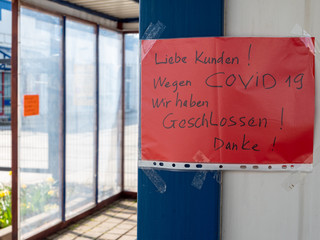 Liebe Kunden !
Wegen COViD 19
Wir haben
Geschlossen !
Danke !